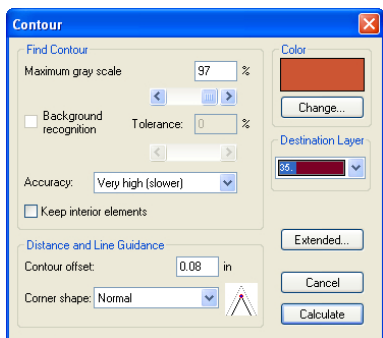 Contour
Find Contour
Maximum gray scale 97 %
Background recognition Tolerance: 0 %
Accuracy: Very high (slower)
Keep interior elements
Distance and Line Guidance
Contour offset: 0.08 in
Corner shape: Normal
Color
Change...
Destination Layer
35.
Extended...
Cancel
Calculate